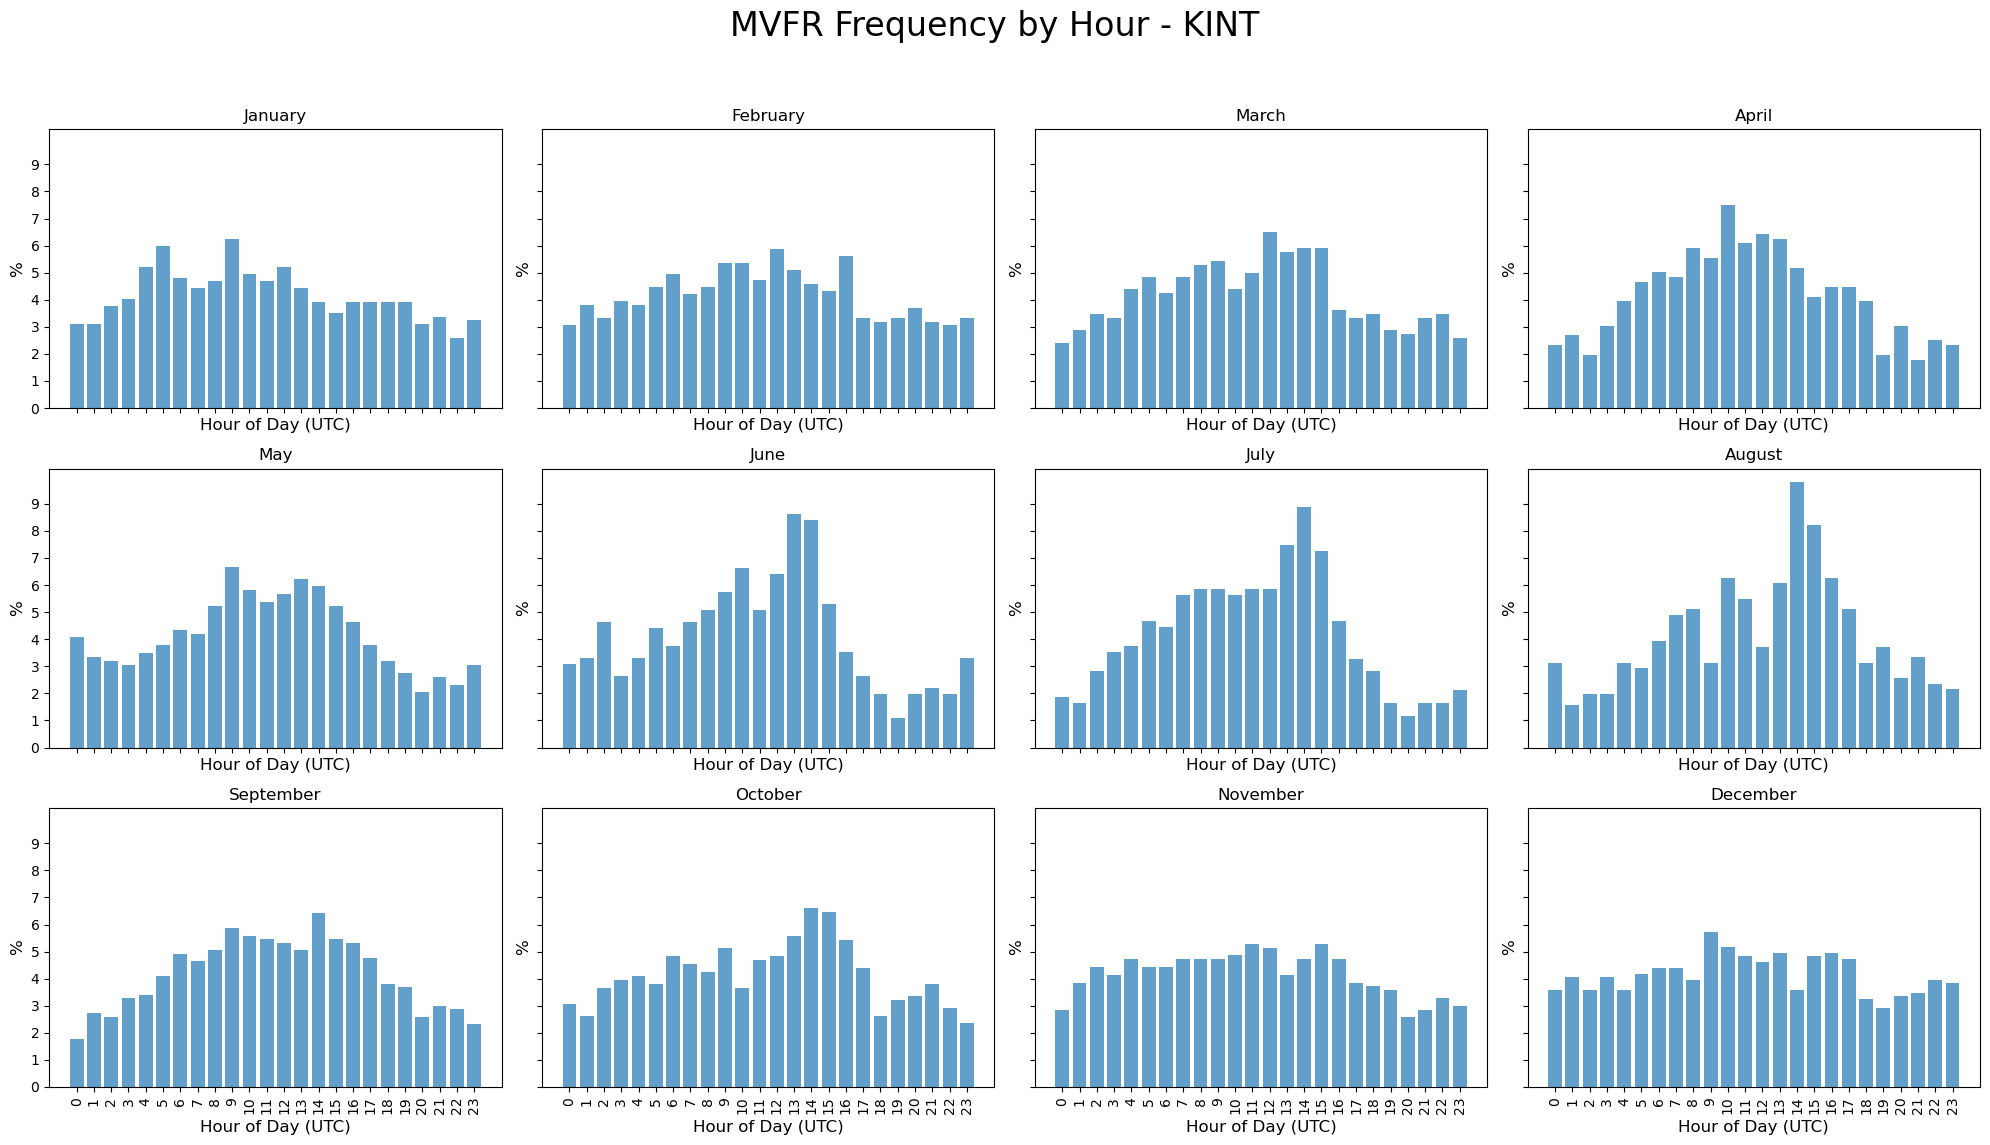 MVFR Frequency by Hour - KINT
January
February
March
April
9
8
7
6
5
4
3
2
1
0
%
%
%
%
Hour of Day (UTC)
Hour of Day (UTC)
Hour of Day (UTC)
Hour of Day (UTC)
May
June
July
August
9
8
7
6
5
4
3
2
1
0
%
%
%
%
Hour of Day (UTC)
Hour of Day (UTC)
Hour of Day (UTC)
Hour of Day (UTC)
September
October
November
December
9
8
7
6
5
4
3
2
1
0
%
%
%
%
0 1 2 3 4 5 6 7 8 9 10 11 12 13 14 15 16 17 18 19 20 21 22 23
0 1 2 3 4 5 6 7 8 9 10 11 12 13 14 15 16 17 18 19 20 21 22 23
0 1 2 3 4 5 6 7 8 9 10 11 12 13 14 15 16 17 18 19 20 21 22 23
0 1 2 3 4 5 6 7 8 9 10 11 12 13 14 15 16 17 18 19 20 21 22 23
Hour of Day (UTC)
Hour of Day (UTC)
Hour of Day (UTC)
Hour of Day (UTC)